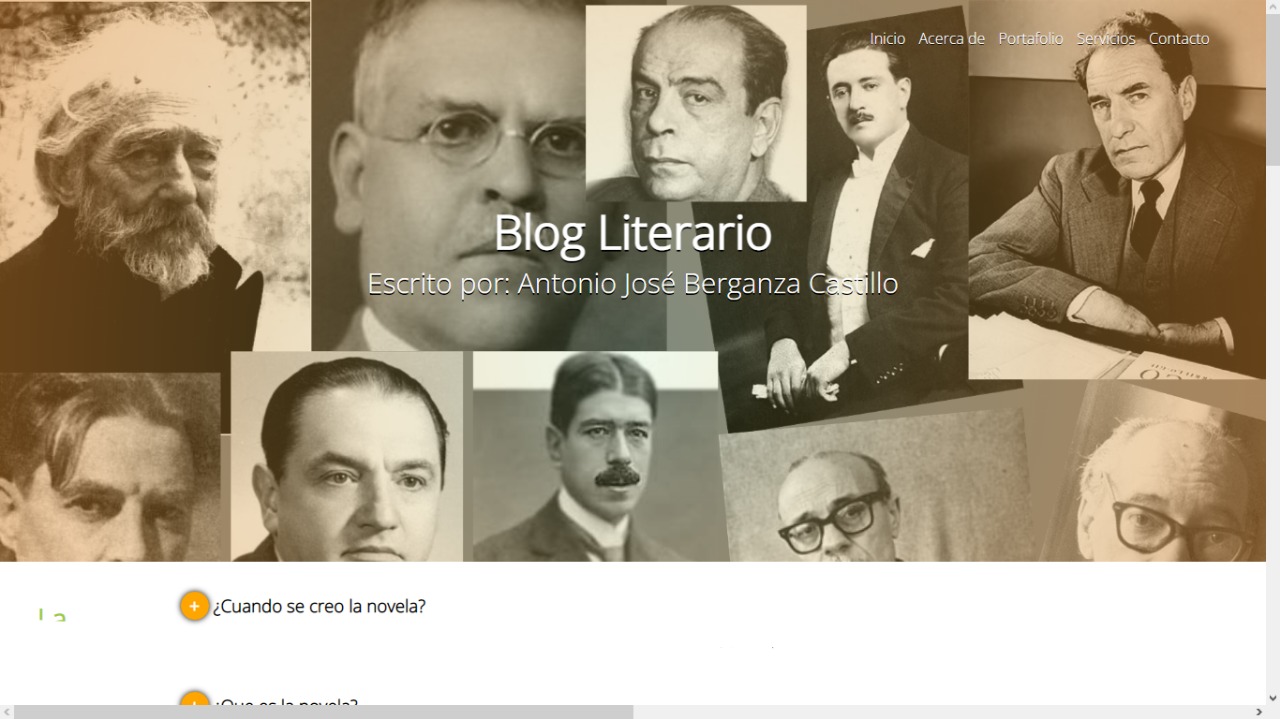 Inicio Acerca de Portafolio Servicios Contacto
Blog Literario
Escrito por: Antonio José Berganza Castillo
+ ¿Cuando se creo la novela?
La
¿Que es la novela?